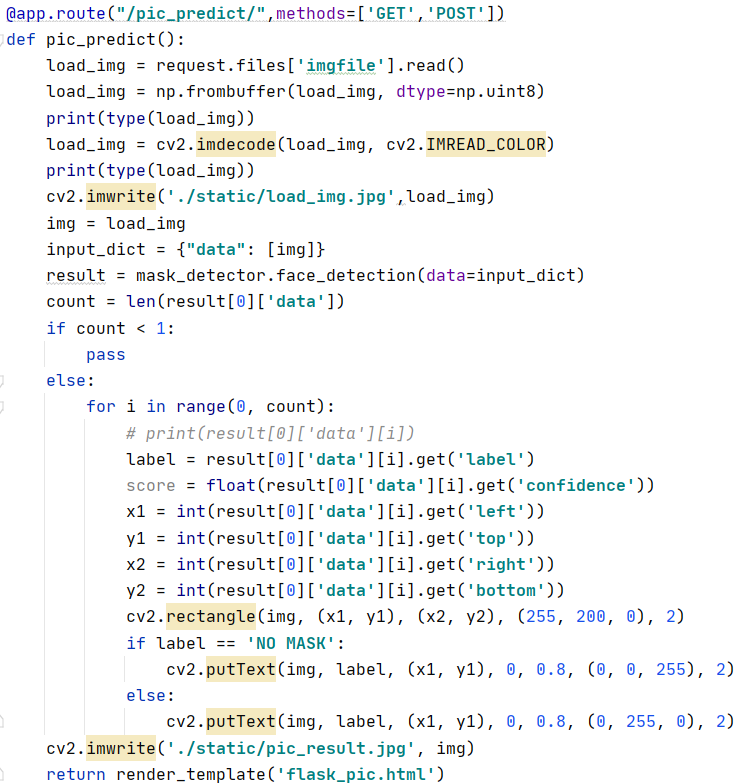 @app.route("/pic_predict/",methods=['GET','POST'])
def pic_predict():
    load_img = request.files['imgfile'].read()
    load_img = np.frombuffer(load_img, dtype=np.uint8)
    print(type(load_img))
    load_img = cv2.imdecode(load_img, cv2.IMREAD_COLOR)
    print(type(load_img))
    cv2.imwrite('./static/load_img.jpg',load_img)
    img = load_img
    input_dict = {"data": [img]}
    result = mask_detector.face_detection(data=input_dict)
    count = len(result[0]['data'])
    if count < 1:
        pass
    else:
        for i in range(0, count):
            # print(result[0]['data'][i])
            label = result[0]['data'][i].get('label')
            score = float(result[0]['data'][i].get('confidence'))
            x1 = int(result[0]['data'][i].get('left'))
            y1 = int(result[0]['data'][i].get('top'))
            x2 = int(result[0]['data'][i].get('right'))
            y2 = int(result[0]['data'][i].get('bottom'))
            cv2.rectangle(img, (x1, y1), (x2, y2), (255, 200, 0), 2)
            if label == 'NO MASK':
                cv2.putText(img, label, (x1, y1), 0, 0.8, (0, 0, 255), 2)
            else:
                cv2.putText(img, label, (x1, y1), 0, 0.8, (0, 255, 0), 2)
    cv2.imwrite('./static/pic_result.jpg', img)
    return render_template('flask_pic.html')